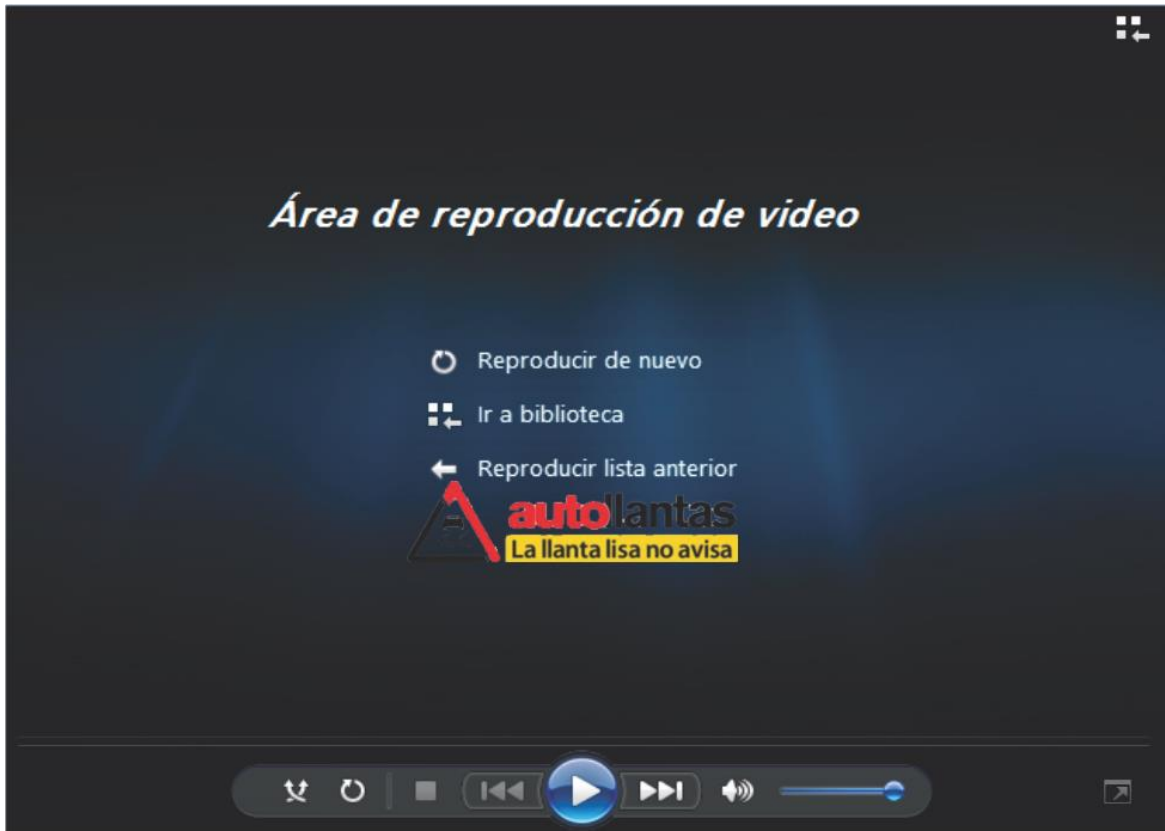 Área de reproducción de video
Reproducir de nuevo
Ir a biblioteca
Reproducir lista anterior
autollantas
La llanta lisa no avisa